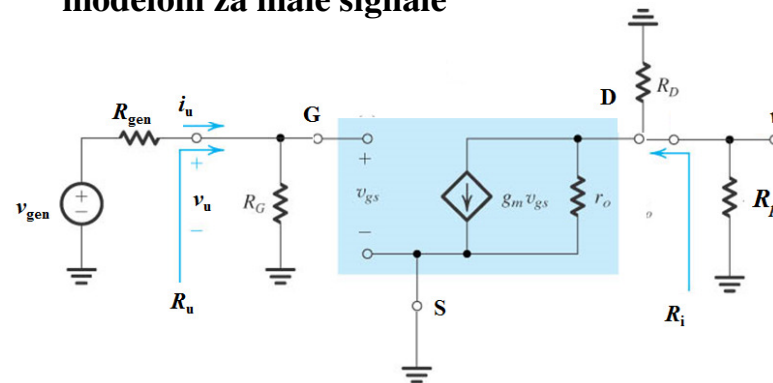 modelom za male signale
R_D
D
R_gen
i_u
G
+
+
v_gs
g_m v_gs
r_o
v_gen
+
−
v_u
R_G
−
−
o
R_u
S
R_i